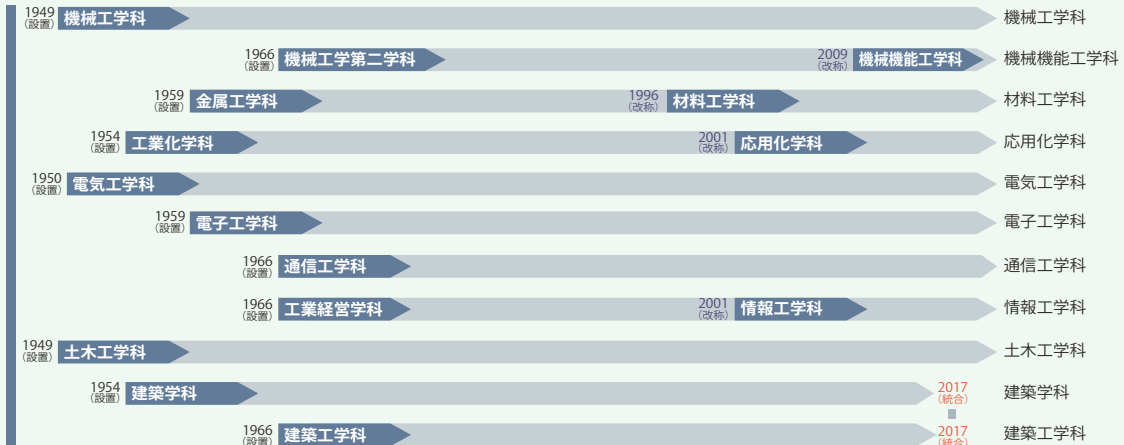 1949 機械工学科 機械工学科
(設置)
1966 機械工学第二学科 2009 機械機能工学科 機械機能工学科
(設置) (改称)
1959 金属工学科 1996 材料工学科 材料工学科
(設置) (改称)
1954 工業化学科 2001 応用化学科 応用化学科
(設置) (改称)
1950 電気工学科 電気工学科
(設置)
1959 電子工学科 電子工学科
(設置)
1966 通信工学科 通信工学科
(設置)
1966 工業経営学科 2001 情報工学科 情報工学科
(設置) (改称)
1949 土木工学科 土木工学科
(設置)
1954 建築学科 2017 建築学科
(設置) (統合)
1966 建築工学科 2017 建築工学科
(設置) (統合)